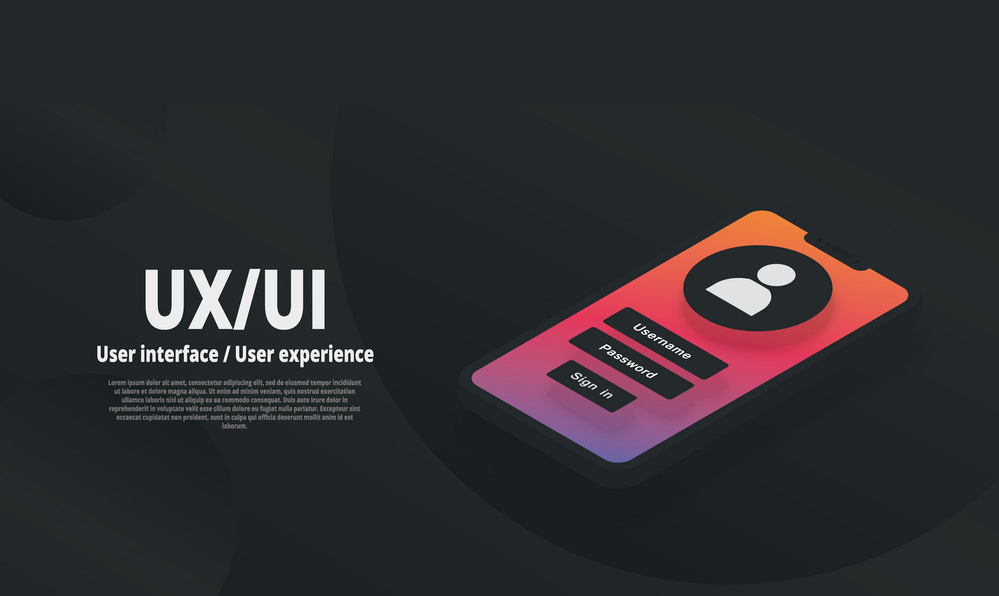 UX/UI
User interface / User experience
Lorem ipsum dolor sit amet, consectetur adipiscing elit, sed do eiusmod tempor incididunt
ut labore et dolore magna aliqua. Ut enim ad minim veniam, quis nostrud exercitation
ullamco laboris nisi ut aliquip ex ea commodo consequat. Duis aute irure dolor in
reprehenderit in voluptate velit esse cillum dolore eu fugiat nulla pariatur. Excepteur sint
occaecat cupidatat non proident, sunt in culpa qui officia deserunt mollit anim id est
laborum.
Username
Password
Sign in